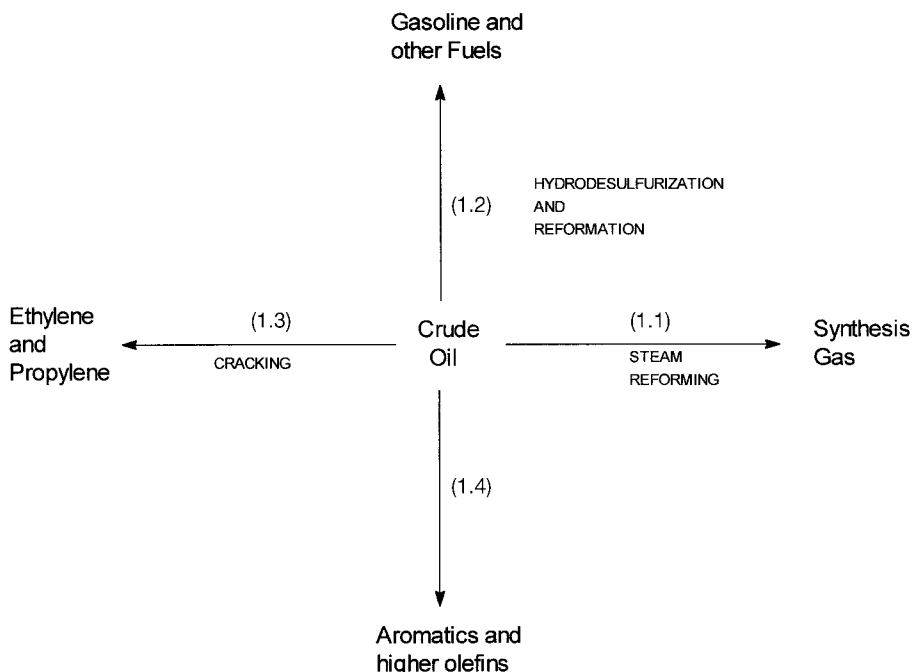 Gasoline and
other Fuels
(1.2)
HYDRODESULFURIZATION
AND
REFORMATION
Ethylene
and
Propylene
(1.3)
CRACKING
Crude
Oil
(1.1)
STEAM
REFORMING
Synthesis
Gas
(1.4)
Aromatics and
higher olefins